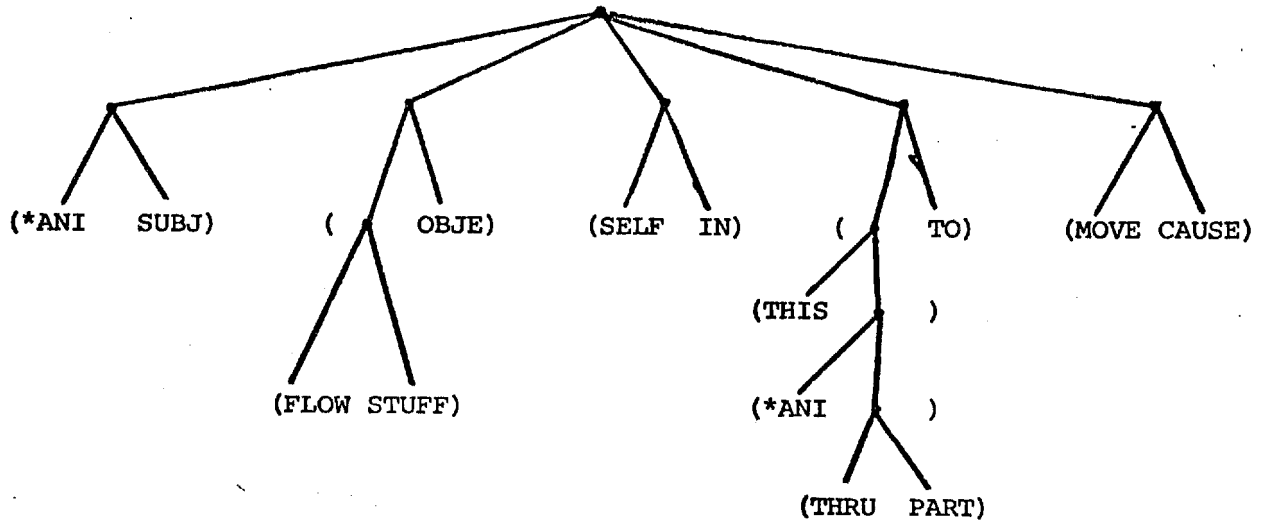 (*ANI SUBJ) ( OBJE) (SELF IN) ( TO) (MOVE CAUSE)
(THIS )
(FLOW STUFF) (*ANI )
(THRU PART)